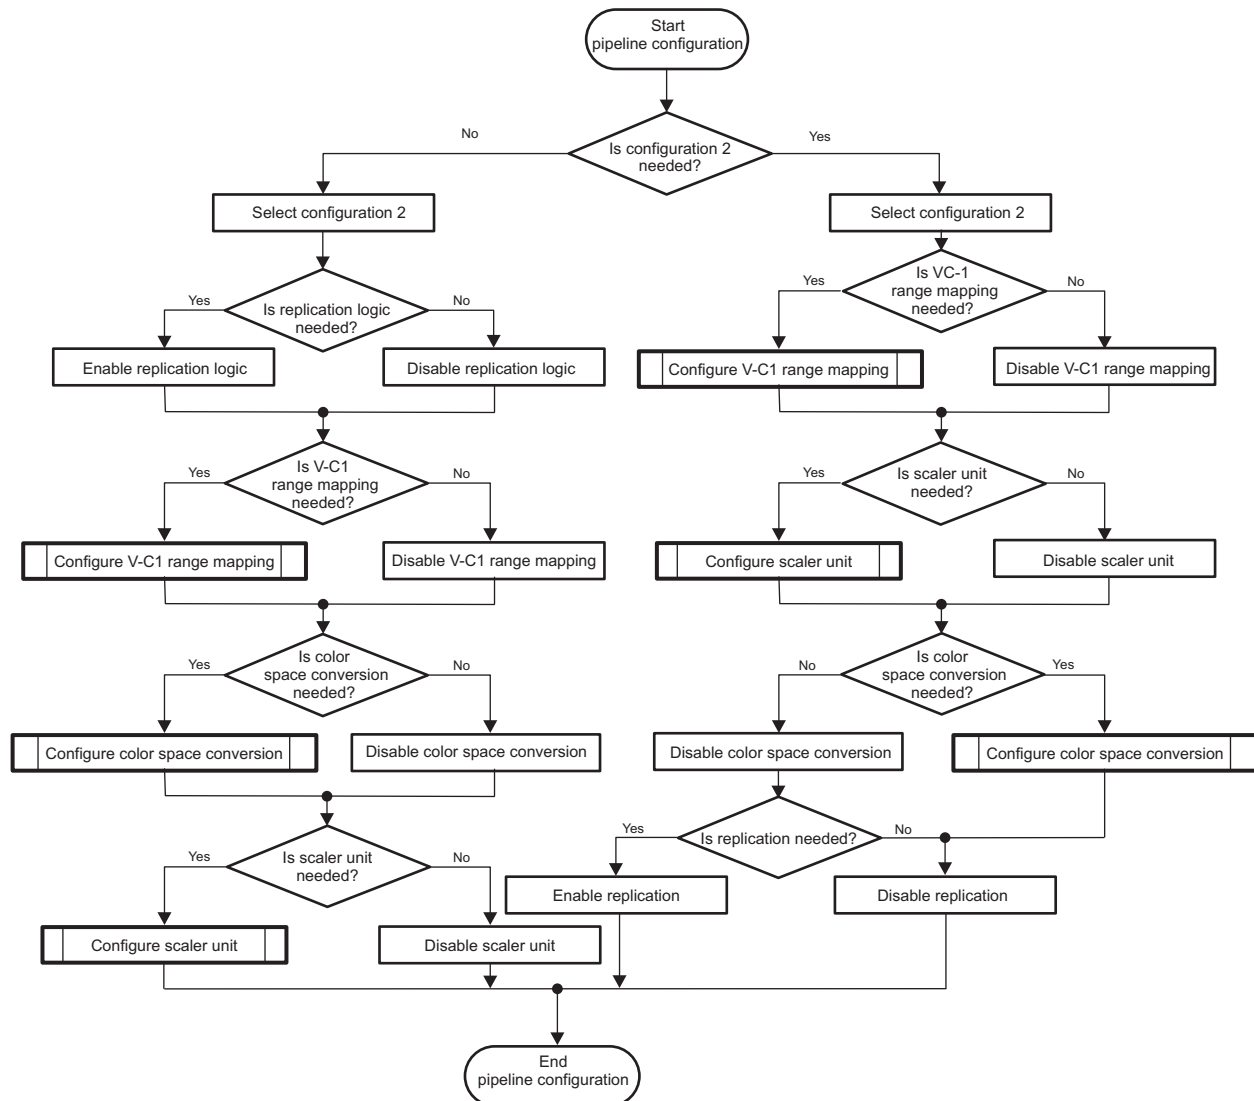 Start
pipeline configuration
No
Yes
Is configuration 2
needed?
Select configuration 2
Select configuration 2
Is replication logic
needed?
Yes
No
Enable replication logic
Disable replication logic
Is VC-1
range mapping
needed?
Yes
No
Configure V-C1 range mapping
Disable V-C1 range mapping
Is V-C1
range mapping
needed?
Yes
No
Configure V-C1 range mapping
Disable V-C1 range mapping
Is scaler unit
needed?
Yes
No
Configure scaler unit
Disable scaler unit
Is color
space conversion
needed?
Yes
No
Configure color space conversion
Disable color space conversion
Is color
space conversion
needed?
No
Yes
Disable color space conversion
Configure color space conversion
Is scaler unit
needed?
Yes
No
Configure scaler unit
Disable scaler unit
Is replication needed?
Yes
No
Enable replication
Disable replication
End
pipeline configuration